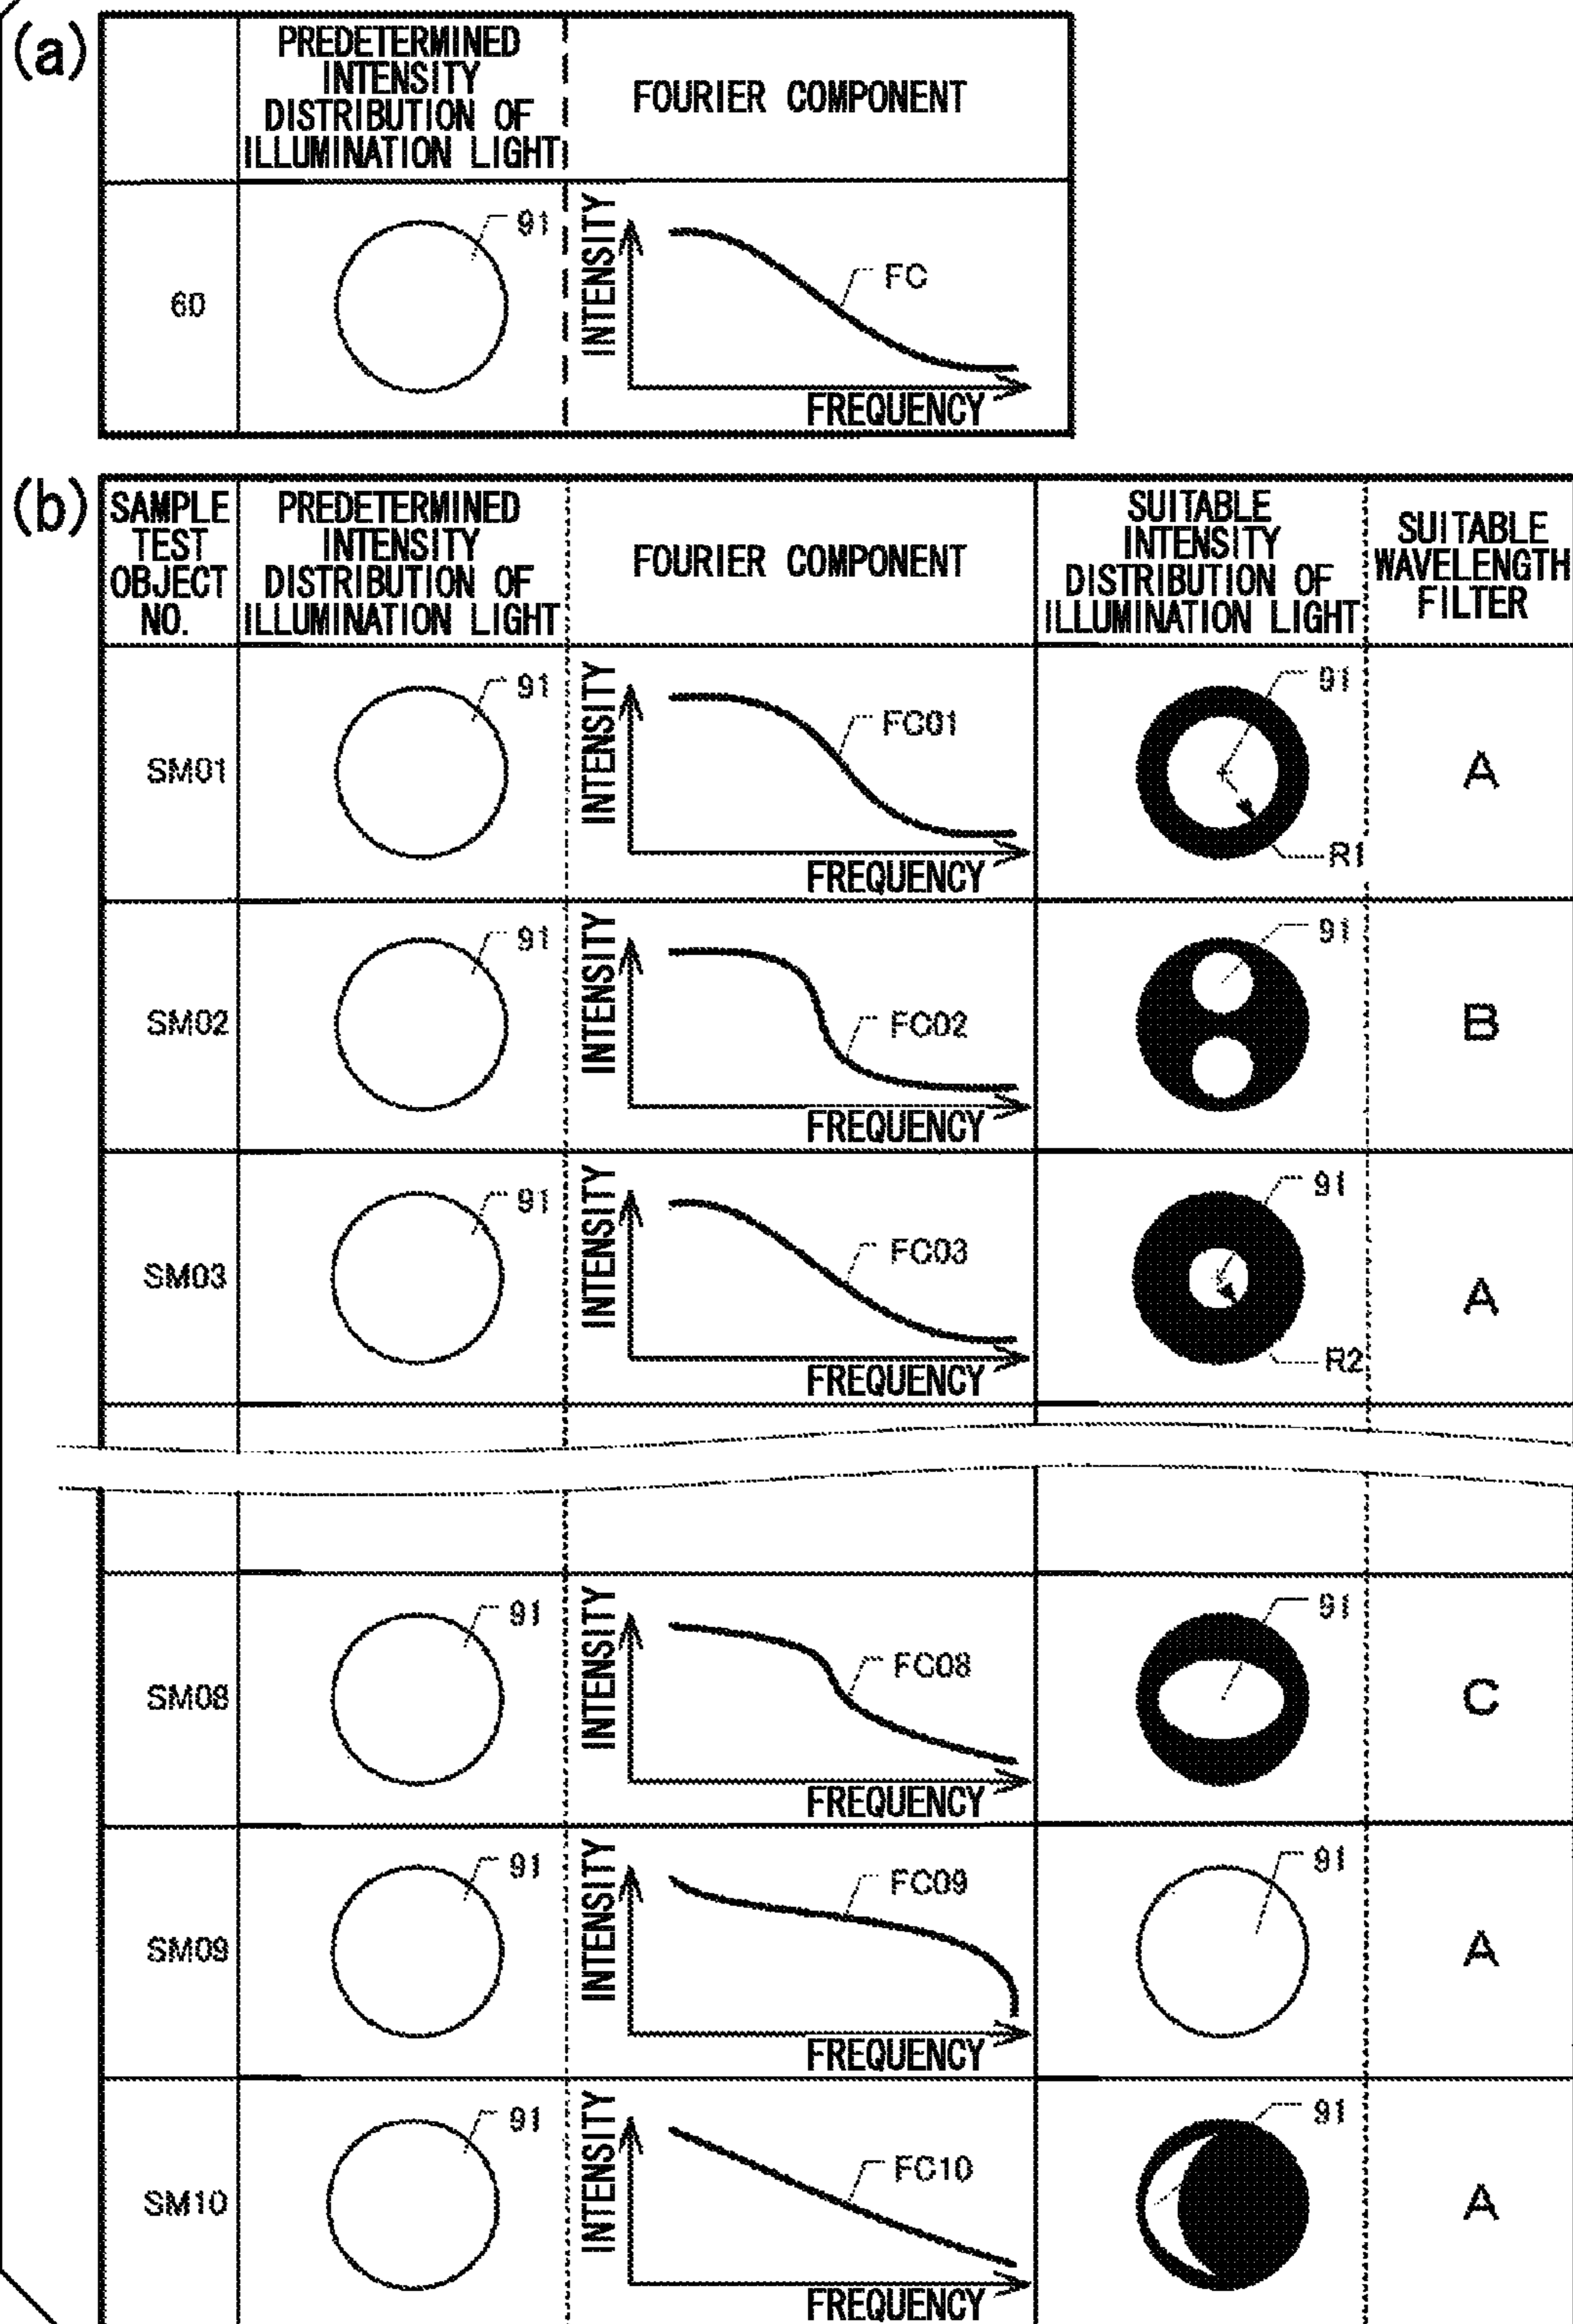 (a)
PREDETERMINED
INTENSITY
DISTRIBUTION OF
ILLUMINATION LIGHT
FOURIER COMPONENT
60
91
INTENSITY
FC
FREQUENCY
(b)
SAMPLE
TEST
OBJECT
NO.
PREDETERMINED
INTENSITY
DISTRIBUTION OF
ILLUMINATION LIGHT
FOURIER COMPONENT
SUITABLE
INTENSITY
DISTRIBUTION OF
ILLUMINATION LIGHT
SUITABLE
WAVELENGTH
FILTER
SM01
91
INTENSITY
FC01
FREQUENCY
91
R1
A
SM02
91
INTENSITY
FC02
FREQUENCY
91
B
SM03
91
INTENSITY
FC03
FREQUENCY
91
R2
A
SM08
91
INTENSITY
FC08
FREQUENCY
91
C
SM09
91
INTENSITY
FC09
FREQUENCY
91
A
SM10
91
INTENSITY
FC10
FREQUENCY
91
A